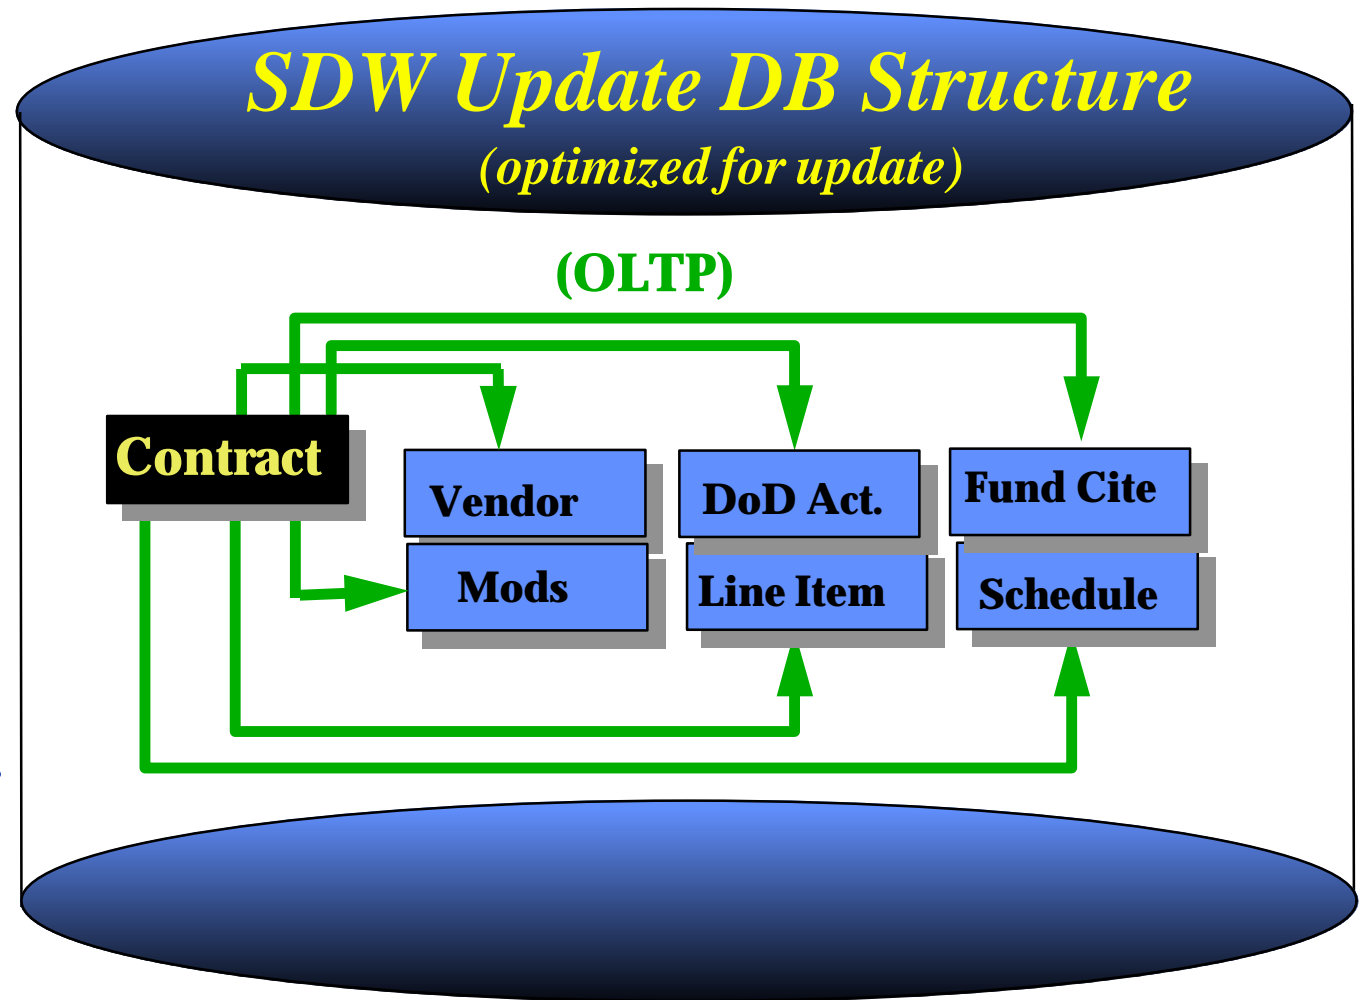 SDW Update DB Structure
(optimized for update)
(OLTP)
Contract
Vendor
DoD Act.
Fund Cite
Mods
Line Item
Schedule